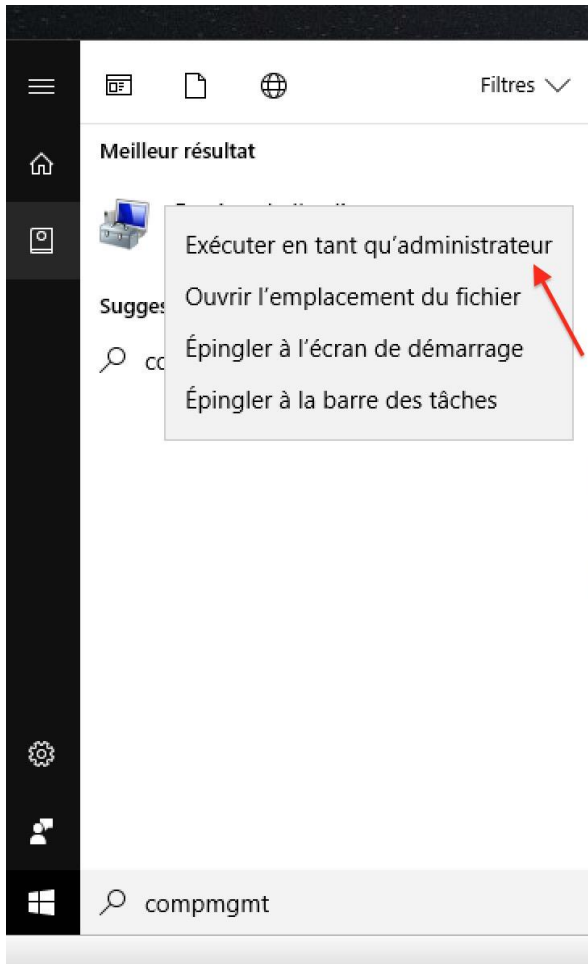 Filtres
Meilleur résultat
Exécuter en tant qu’administrateur
Ouvrir l’emplacement du fichier
Épingler à l’écran de démarrage
Épingler à la barre des tâches
compmgmt